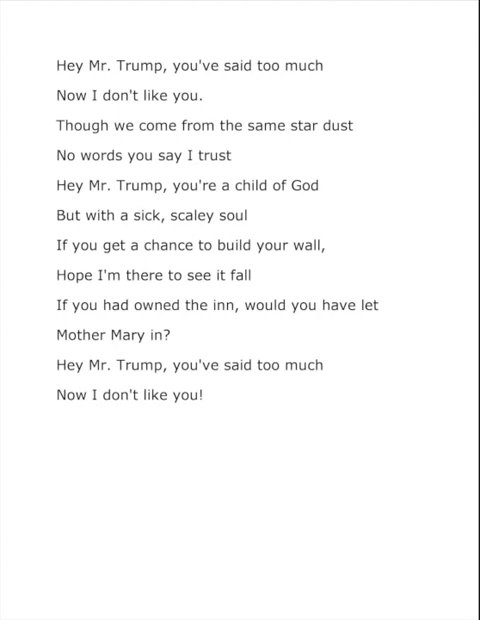 Hey Mr. Trump, you've said too much
Now I don't like you.
Though we come from the same star dust
No words you say I trust
Hey Mr. Trump, you're a child of God
But with a sick, scaley soul
If you get a chance to build your wall,
Hope I'm there to see it fall
If you had owned the inn, would you have let
Mother Mary in?
Hey Mr. Trump, you've said too much
Now I don't like you!